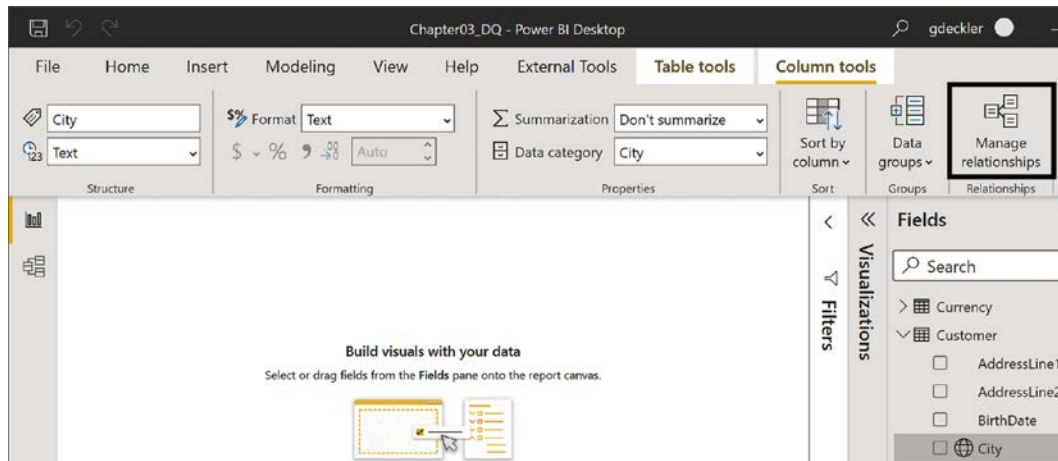 Chapter03_DQ - Power BI Desktop
gdeckler
File Home Insert Modeling View Help External Tools Table tools Column tools
City
$% Format Text
Summarization Don't summarize
123 Text
$ % 9 .00 Auto
Data category City
Sort by
column
Data
groups
Manage
relationships
Structure Formatting Properties Sort Groups Relationships
Fields
Search
Filters
Visualizations
Currency
Customer
AddressLine1
AddressLine2
BirthDate
City
Build visuals with your data
Select or drag fields from the Fields pane onto the report canvas.